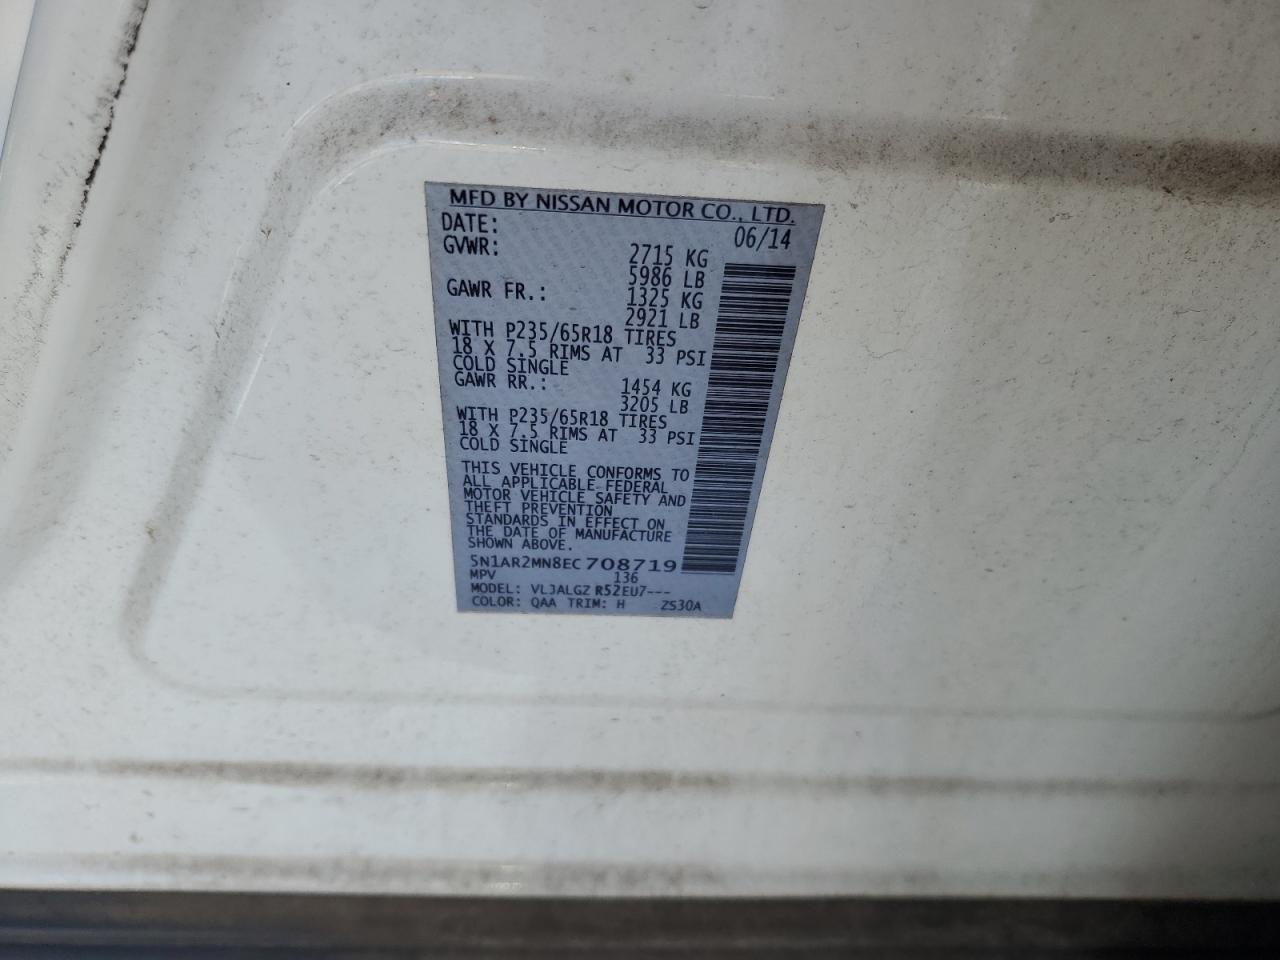 MFD BY NISSAN MOTOR CO., LTD.
DATE: 06/14
GVWR: 2715 KG
5986 LB
GAWR FR.: 1325 KG
2921 LB
WITH P235/65R18 TIRES
18 X 7.5 RIMS AT 33 PSI
COLD SINGLE
GAWR RR.: 1454 KG
3205 LB
WITH P235/65R18 TIRES
18 X 7.5 RIMS AT 33 PSI
COLD SINGLE
THIS VEHICLE CONFORMS TO
ALL APPLICABLE FEDERAL
MOTOR VEHICLE SAFETY AND
THEFT PREVENTION
STANDARDS IN EFFECT ON
THE DATE OF MANUFACTURE
SHOWN ABOVE.
5N1AR2MN8EC708719
MPV 136
MODEL: VLJALGZ R52EU7---
COLOR: QAA TRIM: H ZS30A